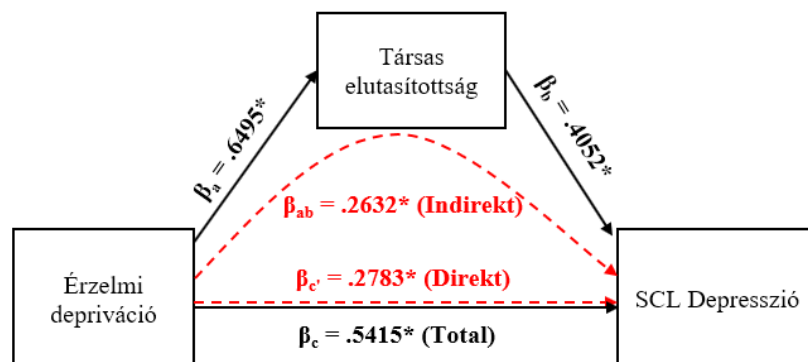 Társas
elutasítottság
βa = .6495*
βb = .4052*
βab = .2632* (Indirekt)
Érzelmi
depriváció
βc' = .2783* (Direkt)
SCL Depresszió
βc = .5415* (Total)